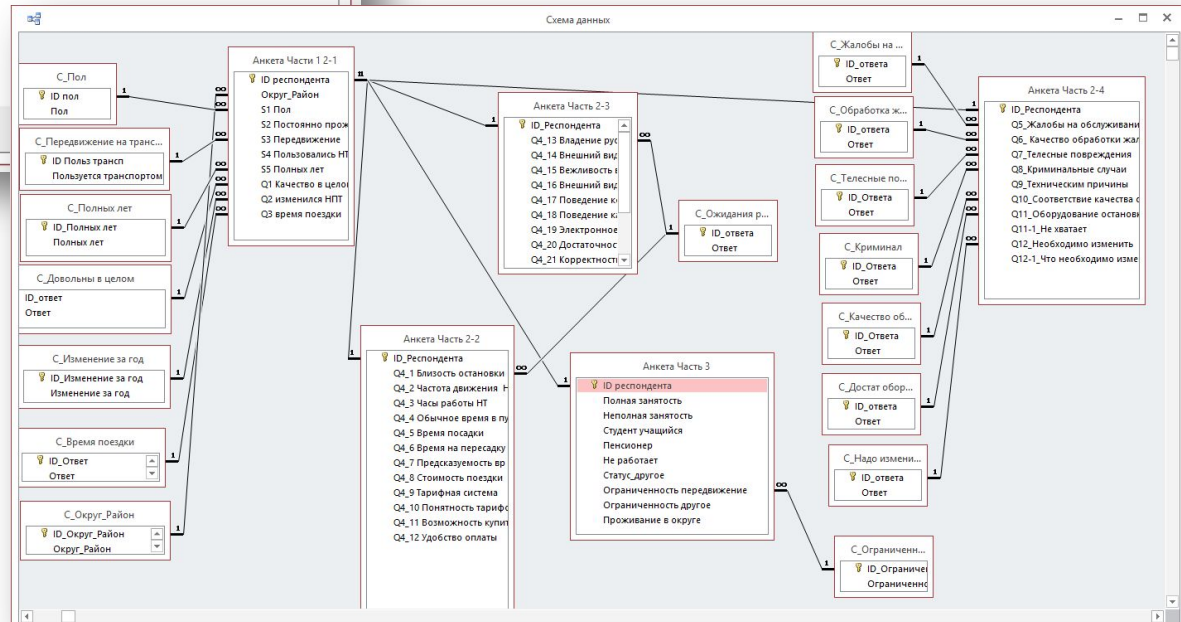 Схема данных
С_Пол
ID пол
Пол
С_Передвижение на транс...
ID Польз трансп
Пользуется транспортом
С_Полных лет
ID_Полных лет
Полных лет
С_Довольны в целом
ID_ответ
Ответ
С_Изменение за год
ID_Изменение за год
Изменение за год
С_Время поездки
ID_Ответ
Ответ
С_Округ_Район
ID_Округ_Район
Округ_Район
Анкета Части 1 2-1
ID респондента
Округ_Район
S1 Пол
S2 Постоянно прож
S3 Передвижение
S4 Пользовались НТ
S5 Полных лет
Q1 Качество в цело
Q2 изменился НПТ
Q3 время поездки
Анкета Часть 2-3
ID_Респондента
Q4_13 Владение рус
Q4_14 Внешний вид
Q4_15 Вежливость в
Q4_16 Внешний вид
Q4_17 Поведение к
Q4_18 Поведение ка
Q4_19 Электронное
Q4_20 Достаточнос
Q4_21 Корректност
Анкета Часть 2-2
ID_Респондента
Q4_1 Близость остановки
Q4_2 Частота движения Н
Q4_3 Часы работы НТ
Q4_4 Обычное время в пу
Q4_5 Время посадки
Q4_6 Время на пересадку
Q4_7 Предсказуемость вр
Q4_8 Стоимость поездки
Q4_9 Тарифная система
Q4_10 Понятность тариф
Q4_11 Возможность купит
Q4_12 Удобство оплаты
С_Ожидания р...
ID_ответа
Ответ
Анкета Часть 3
ID респондента
Полная занятость
Неполная занятость
Студент учащийся
Пенсионер
Не работает
Статус_другое
Ограниченность передвижение
Ограниченность другое
Проживание в округе
С_Жалобы на ...
ID_ответа
Ответ
С_Обработка ж...
ID_ответа
Ответ
С_Телесные по...
ID_Ответа
Ответ
С_Криминал
ID_Ответа
Ответ
С_Качество об...
ID_Ответа
Ответ
С_Достат обор...
ID_ответа
Ответ
С_Надо измени...
ID_ответа
Ответ
С_Ограниченн...
ID_Ограниче
Ограниченно
Анкета Часть 2-4
ID_Респондента
Q5_Жалобы на обслуживани
Q6_ Качество обработки жал
Q7_Телесные повреждения
Q8_Криминальные случаи
Q9_Техническим причины
Q10_Соответствие качества о
Q11_Оборудование останов
Q11-1_Не хватает
Q12_Необходимо изменить
Q12-1_Что необходимо изме